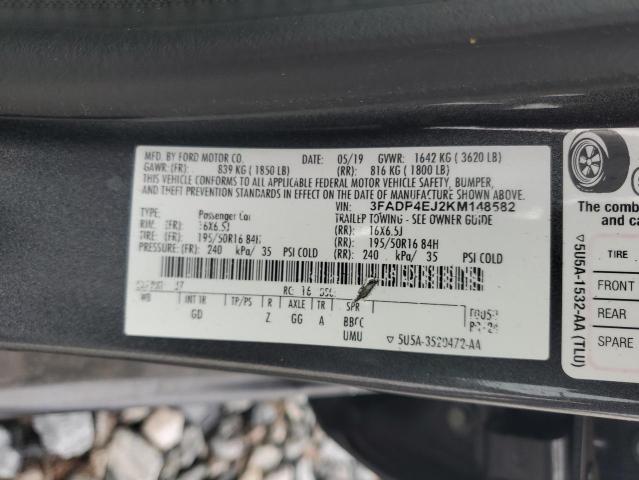 MFD. BY FORD MOTOR CO. DATE: 05/19 GVWR: 1642 KG ( 3620 LB)
GAWR: (FR): 839 KG ( 1850 LB) (RR): 816 KG ( 1800 LB)
THIS VEHICLE CONFORMS TO ALL APPLICABLE FEDERAL MOTOR VEHICLE SAFETY, BUMPER,
AND THEFT PREVENTION STANDARDS IN EFFECT ON THE DATE OF MANUFACTURE SHOWN ABOVE.
VIN: 3FADP4EJ2KM148582
TYPE: Passenger Car TRAILER TOWING - SEE OWNER GUIDE
RIM: (FR): 16X6.5J (RR): 16X6.5J
TIRE: (FR): 195/50R16 84H (RR): 195/50R16 84H
PRESSURE: (FR): 240 kPa/ 35 PSI COLD (RR): 240 kPa/ 35 PSI COLD
RC: 16
WB INT TR TP/PS R AXLE TR SPR
GD Z GG A BBCC
UMU
▽ 5U5A-3520472-AA
The comb
cargo
▽ 5U5A-1532-AA (TLU)
TIRE
FRONT
REAR
SPARE